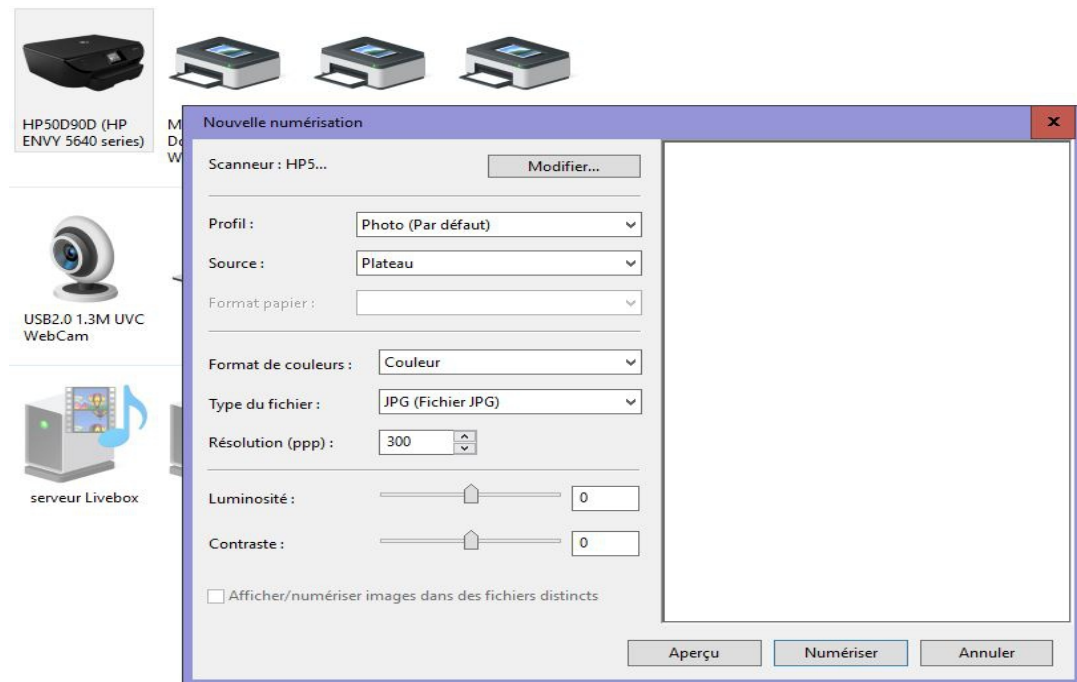 HP50D90D (HP
ENVY 5640 series)
M
Do
W
USB2.0 1.3M UVC
WebCam
serveur Livebox
Nouvelle numérisation
x
Scanneur : HP5...
Modifier...
Profil :
Photo (Par défaut)
Source :
Plateau
Format papier :
Format de couleurs :
Couleur
Type du fichier :
JPG (Fichier JPG)
Résolution (ppp) :
300
Luminosité :
0
Contraste :
0
Afficher/numériser images dans des fichiers distincts
Aperçu
Numériser
Annuler